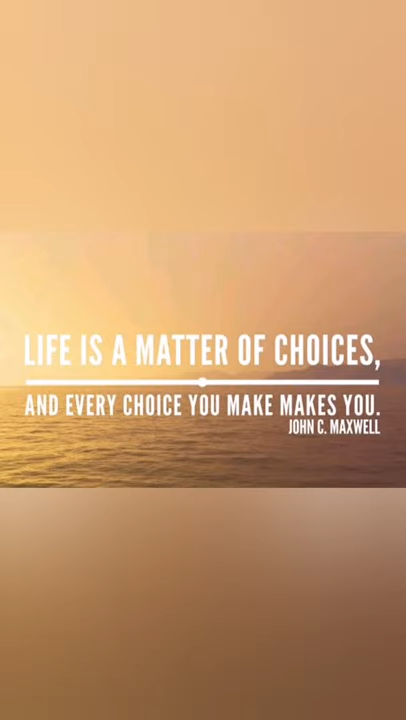 LIFE IS A MATTER OF CHOICES,
AND EVERY CHOICE YOU MAKE MAKES YOU.
JOHN C. MAXWELL